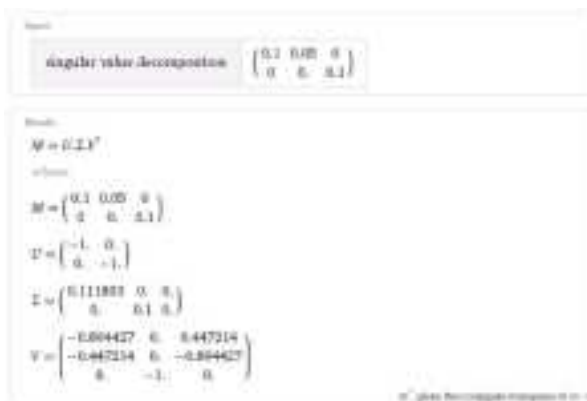 Input
singular value decomposition (0.1 0.05 0
0 0. 0.1)
Result
M = U.Σ.V†
where
M = (0.1 0.05 0
0 0. 0.1)
U = (-1. 0.
0. -1.)
Σ = (0.111803 0. 0.
0. 0.1 0.)
V = (-0.894427 0. 0.447214
-0.447214 0. -0.894427
0. -1. 0.)